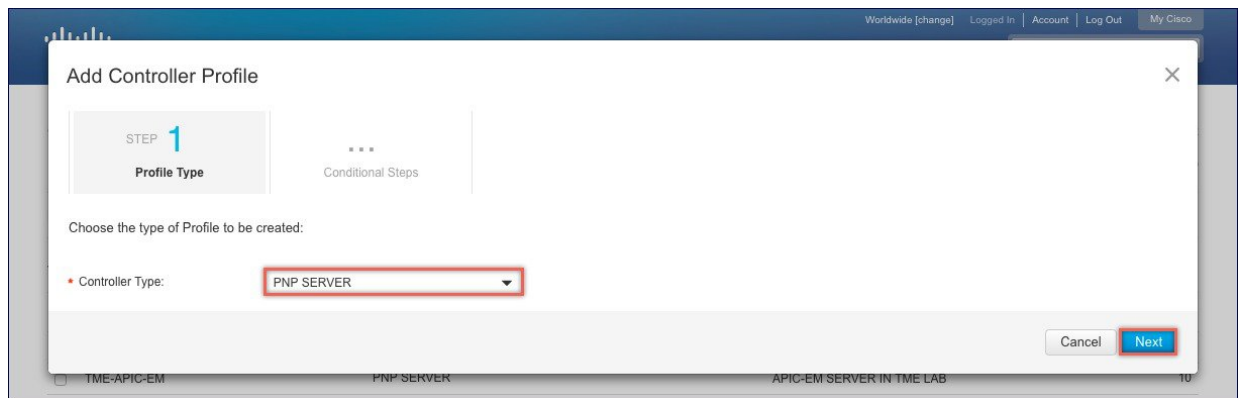 Worldwide [change] Logged In | Account | Log Out My Cisco
Add Controller Profile
STEP 1
Profile Type
...
Conditional Steps
Choose the type of Profile to be created:
* Controller Type: PNP SERVER
Cancel Next
TME-APIC-EM PNP SERVER APIC-EM SERVER IN TME LAB 10